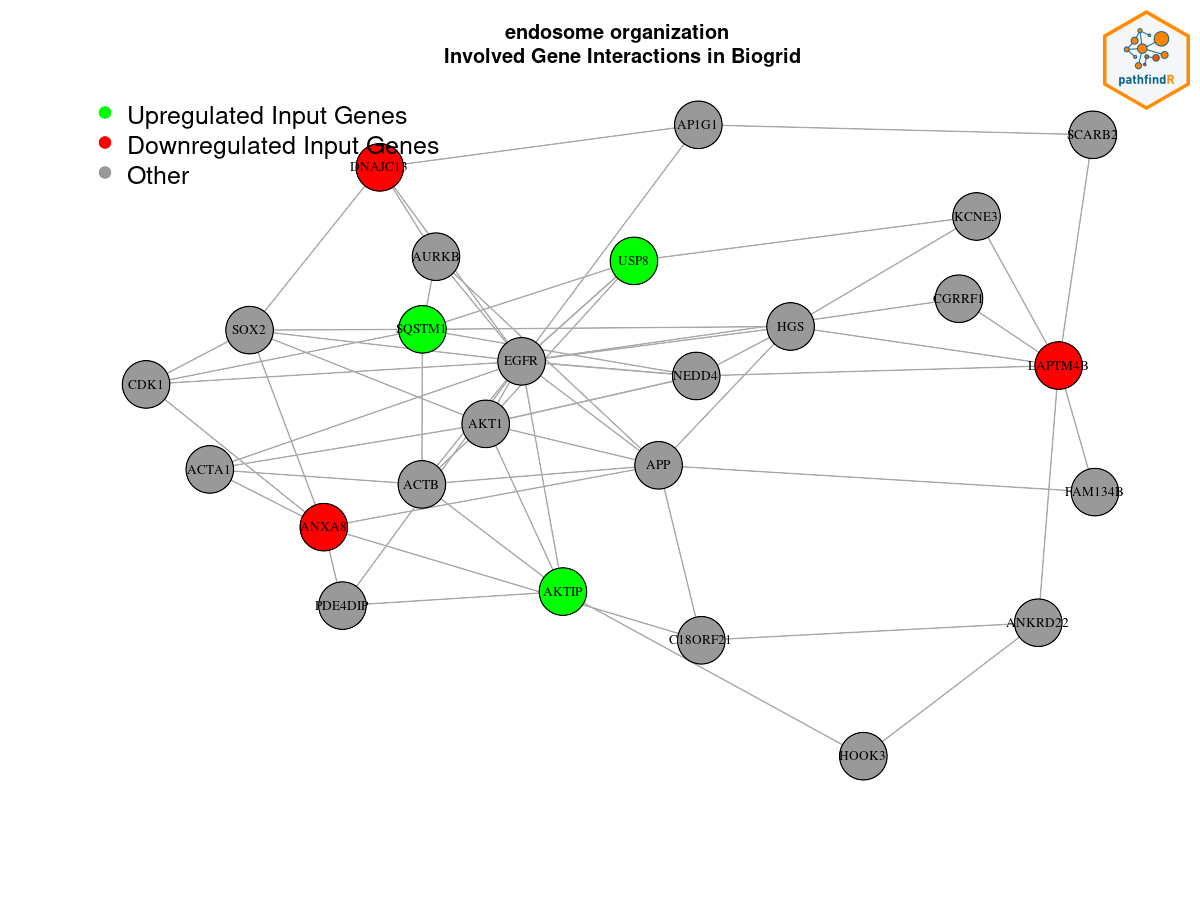 endosome organization
Involved Gene Interactions in Biogrid
pathfindR
Upregulated Input Genes
Downregulated Input Genes
Other
AP1G1
SCARB2
DNAJC13
KCNE3
AURKB
USP8
CGRRF1
SOX2
SQSTM1
HGS
EGFR
LAPTM4B
NEDD4
CDK1
AKT1
ACTA1
APP
ACTB
FAM134B
ANXA8
AKTIP
PDE4DIP
C18ORF21
ANKRD22
HOOK3